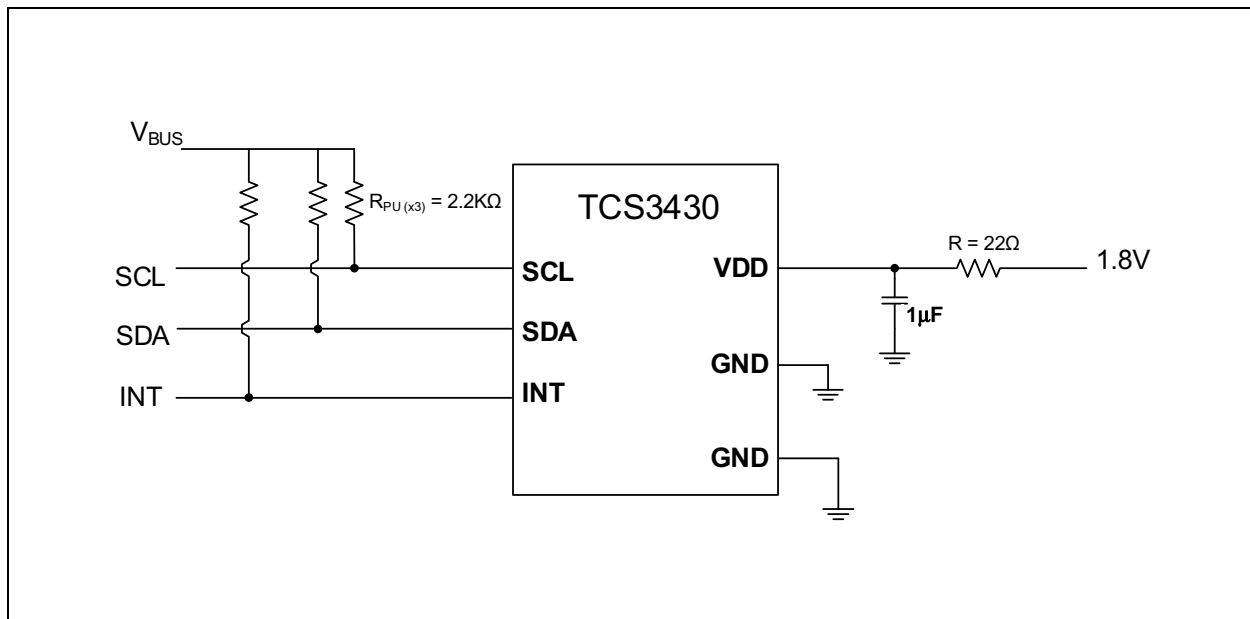 V_BUS
R_PU (x3) = 2.2KΩ
TCS3430
R = 22Ω
SCL
SCL
VDD
1.8V
1µF
SDA
SDA
GND
INT
INT
GND